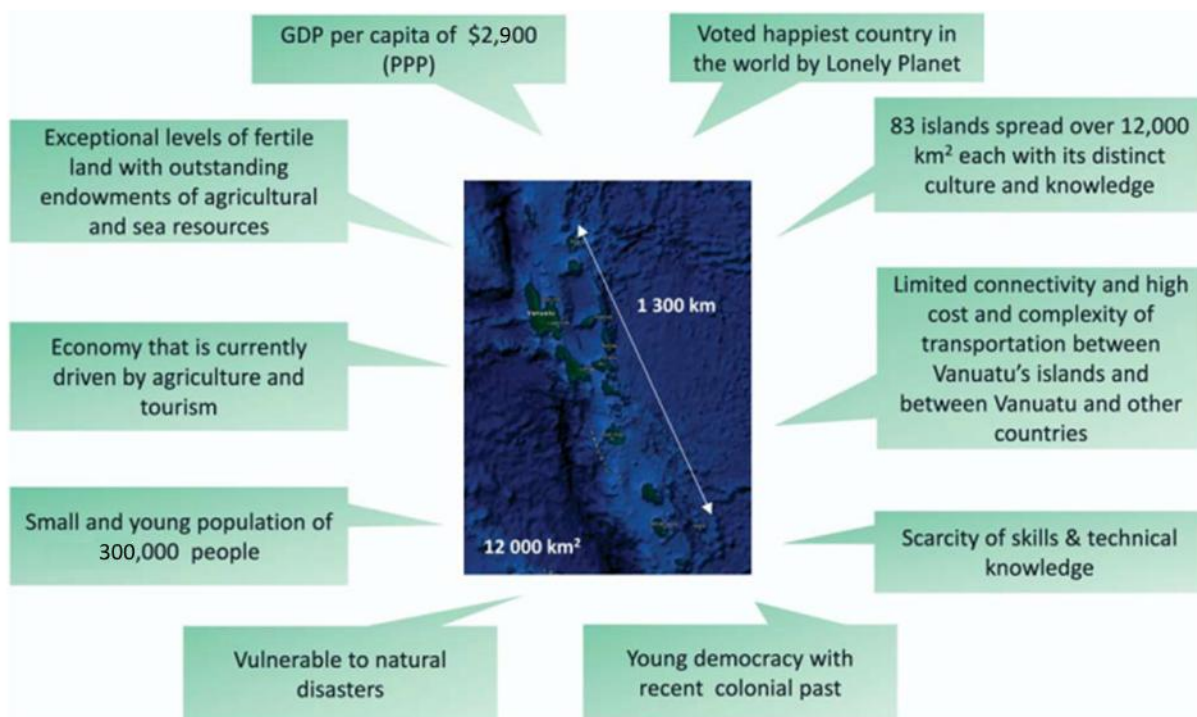 GDP per capita of $2,900
(PPP)
Voted happiest country in
the world by Lonely Planet
Exceptional levels of fertile
land with outstanding
endowments of agricultural
and sea resources
83 islands spread over 12,000
km² each with its distinct
culture and knowledge
1 300 km
Vanuatu
Limited connectivity and high
cost and complexity of
transportation between
Vanuatu's islands and
between Vanuatu and other
countries
Economy that is currently
driven by agriculture and
tourism
Small and young population of
300,000 people
12 000 km²
Scarcity of skills & technical
knowledge
Vulnerable to natural
disasters
Young democracy with
recent colonial past